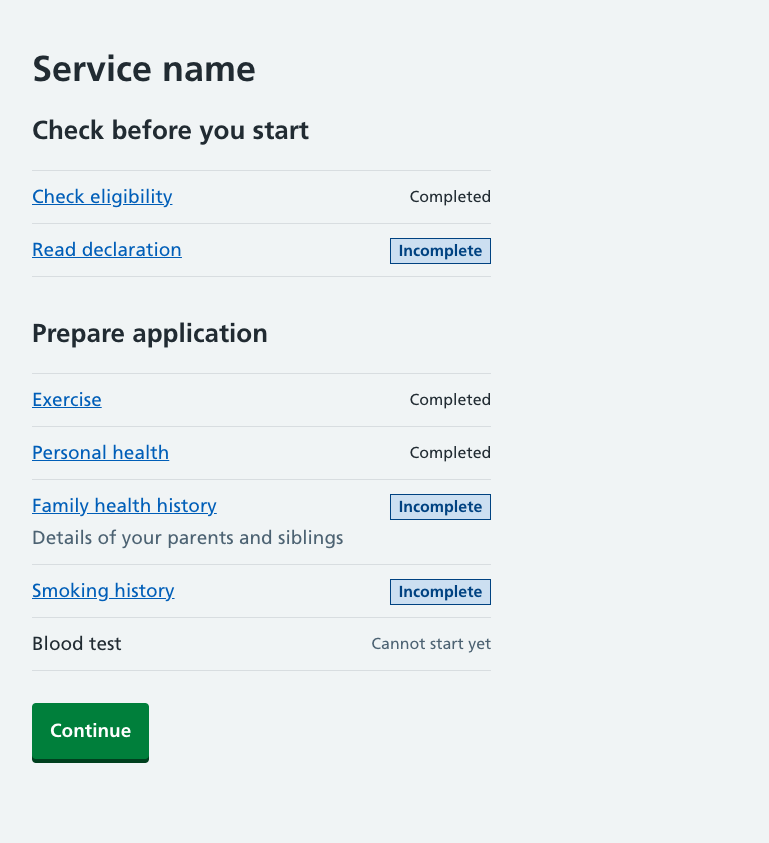 Service name
Check before you start
Check eligibility Completed
Read declaration Incomplete
Prepare application
Exercise Completed
Personal health Completed
Family health history Incomplete
Details of your parents and siblings
Smoking history Incomplete
Blood test Cannot start yet
Continue